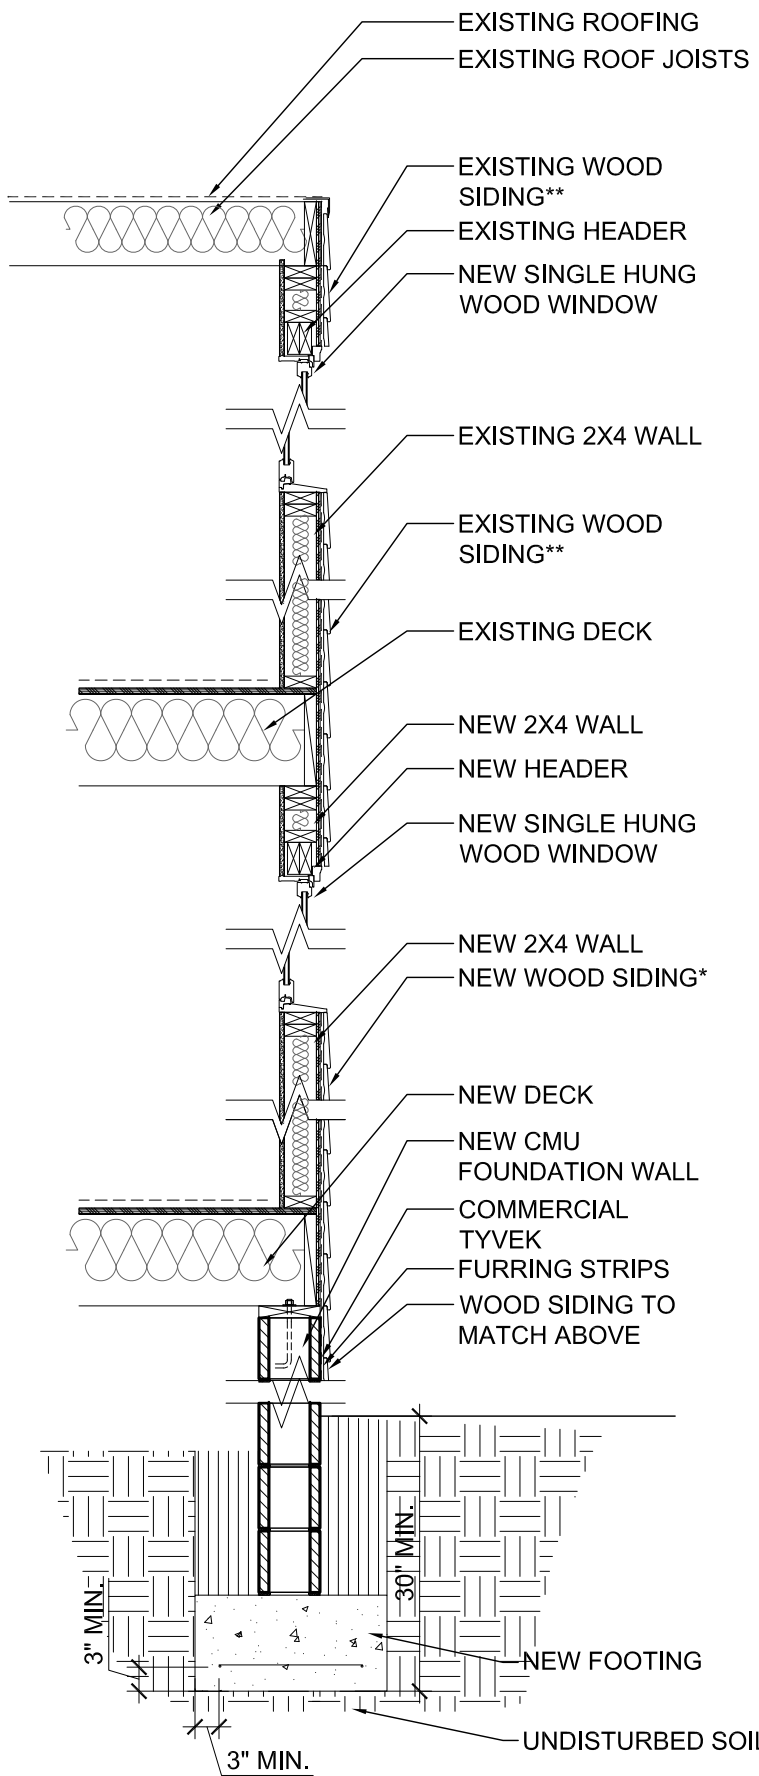 EXISTING ROOFING
EXISTING ROOF JOISTS
EXISTING WOOD
SIDING**
EXISTING HEADER
NEW SINGLE HUNG
WOOD WINDOW
EXISTING 2X4 WALL
EXISTING WOOD
SIDING**
EXISTING DECK
NEW 2X4 WALL
NEW HEADER
NEW SINGLE HUNG
WOOD WINDOW
NEW 2X4 WALL
NEW WOOD SIDING*
NEW DECK
NEW CMU
FOUNDATION WALL
COMMERCIAL
TYVEK
FURRING STRIPS
WOOD SIDING TO
MATCH ABOVE
30" MIN.
3" MIN.
NEW FOOTING
UNDISTURBED SOIL
3" MIN.